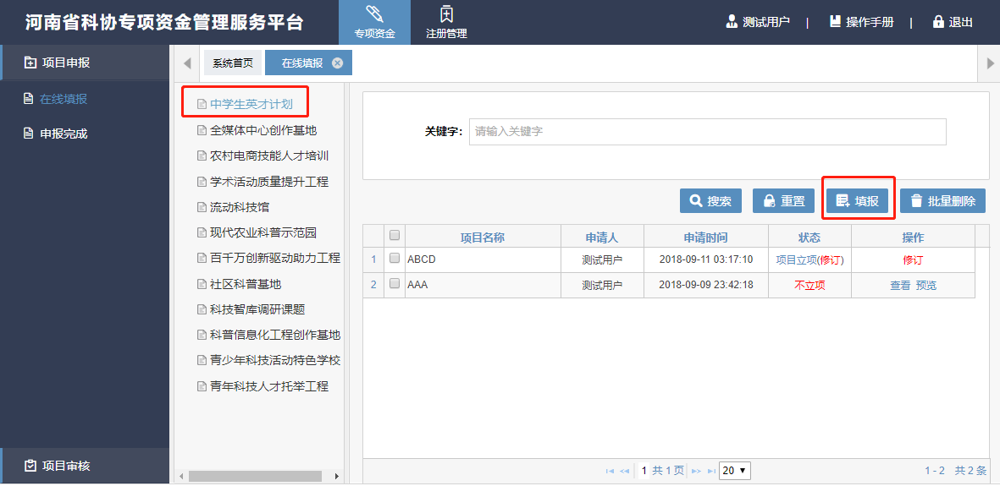 河南省科协专项资金管理服务平台
专项资金
注册管理
测试用户 | 操作手册 | 退出
项目申报
在线填报
申报完成
项目审核
系统首页 在线填报
中学生英才计划
全媒体中心创作基地
农村电商技能人才培训
学术活动质量提升工程
流动科技馆
现代农业科普示范园
百千万创新驱动助力工程
社区科普基地
科技智库调研课题
科普信息化工程创作基地
青少年科技活动特色学校
青年科技人才托举工程
关键字: 请输入关键字
搜索 重置 填报 批量删除
项目名称 申请人 申请时间 状态 操作
1 ABCD 测试用户 2018-09-11 03:17:10 项目立项(修订) 修订
2 AAA 测试用户 2018-09-09 23:42:18 不立项 查看 预览
1 共 1 页 20 1 - 2 共 2 条